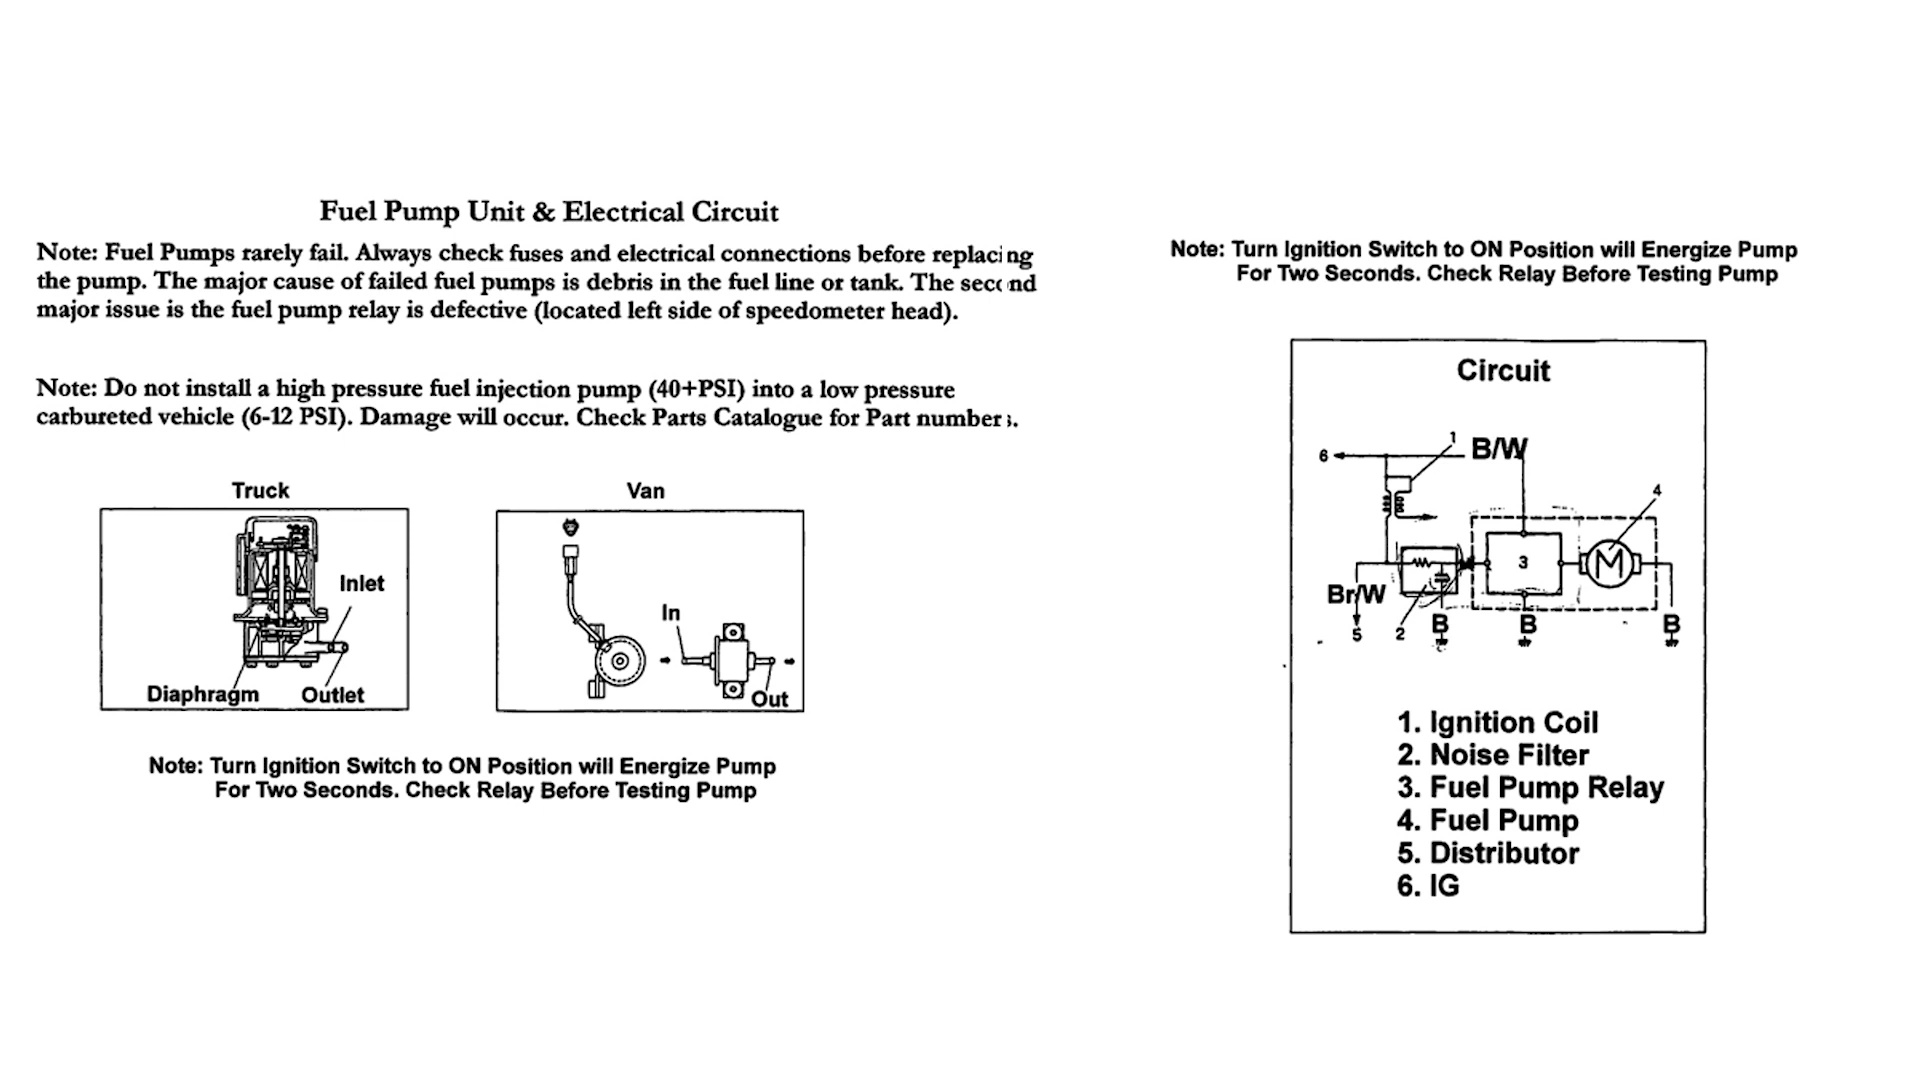 Fuel Pump Unit & Electrical Circuit
Note: Fuel Pumps rarely fail. Always check fuses and electrical connections before replacing
the pump. The major cause of failed fuel pumps is debris in the fuel line or tank. The second
major issue is the fuel pump relay is defective (located left side of speedometer head).
Note: Do not install a high pressure fuel injection pump (40+PSI) into a low pressure
carbureted vehicle (6-12 PSI). Damage will occur. Check Parts Catalogue for Part numbers.
Truck
Inlet
Diaphragm
Outlet
Van
In
Out
Note: Turn Ignition Switch to ON Position will Energize Pump
For Two Seconds. Check Relay Before Testing Pump
Note: Turn Ignition Switch to ON Position will Energize Pump
For Two Seconds. Check Relay Before Testing Pump
Circuit
6
1
B/W
4
3
M
Br/W
5
2
B
B
B
1. Ignition Coil
2. Noise Filter
3. Fuel Pump Relay
4. Fuel Pump
5. Distributor
6. IG